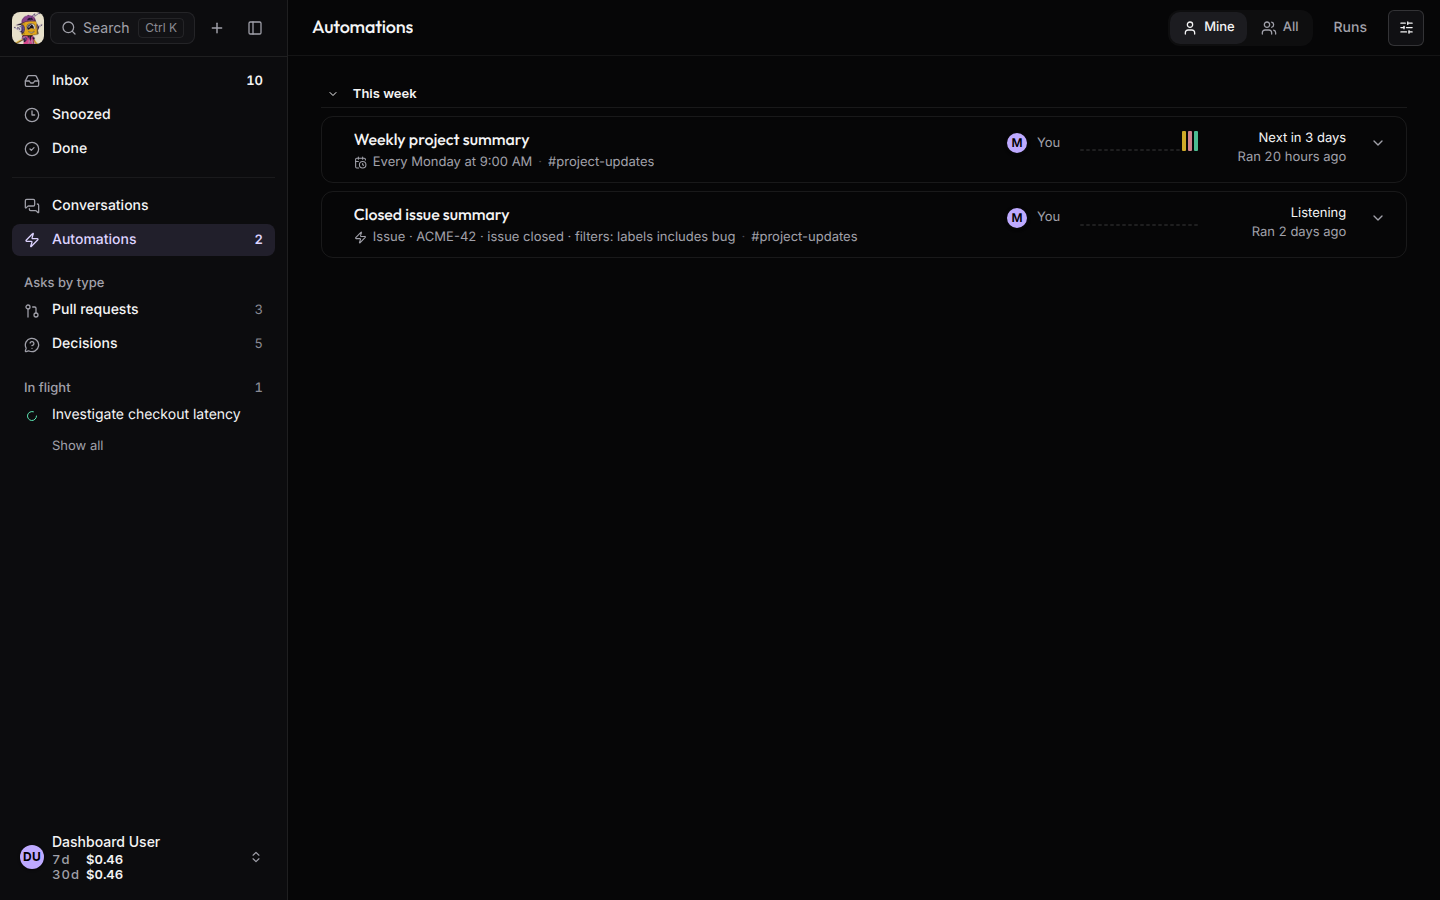 Search Ctrl K
Inbox 10
Snoozed
Done
Conversations
Automations 2
Asks by type
Pull requests 3
Decisions 5
In flight 1
Investigate checkout latency
Show all
DU Dashboard User
7d $0.46
30d $0.46
Automations
Mine All Runs
This week
Weekly project summary
Every Monday at 9:00 AM · #project-updates
M You
Next in 3 days
Ran 20 hours ago
Closed issue summary
Issue · ACME-42 · issue closed · filters: labels includes bug · #project-updates
M You
Listening
Ran 2 days ago